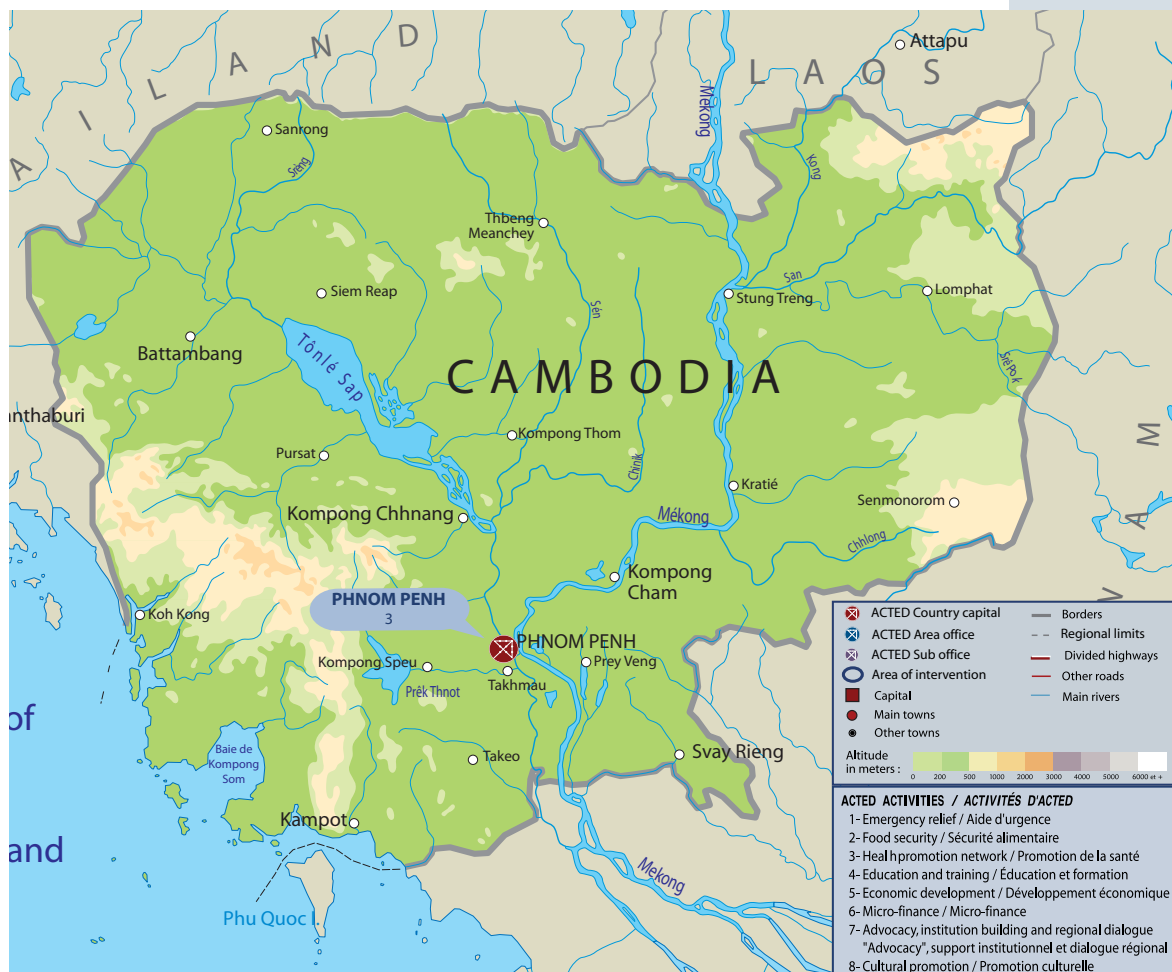 A I L A N D
Attapu
L A O S
Mekong
Sanrong
Sieng
Kong
Thbeng
Meanchey
San
Siem Reap
Stung Treng
Lomphat
Sén
Battambang
Tônlé Sap
CAMBODIA
Sré Pok
anthaburi
Kompong Thom
Pursat
Chinik
Kratié
Senmonorom
Kompong Chhnang
Mékong
Chhlong
A M
Kompong
Cham
PHNOM PENH
3
Koh Kong
PHNOM PENH
Kompong Speu
Prey Veng
Takhmau
Prêk Thnot
of
Baie de
Kompong
Som
Takeo
Svay Rieng
Kampot
and
Mekong
Phu Quoc I.
ACTED Country capital
ACTED Area office
ACTED Sub office
Area of intervention
Capital
Main towns
Other towns
Borders
Regional limits
Divided highways
Other roads
Main rivers
Altitude
in meters :
0 200 500 1000 2000 3000 4000 5000 6000 et +
ACTED ACTIVITIES / ACTIVITÉS D'ACTED
1- Emergency relief / Aide d'urgence
2- Food security / Sécurité alimentaire
3- Heal hpromotion network / Promotion de la santé
4- Education and training / Éducation et formation
5- Economic development / Développement économique
6- Micro-finance / Micro-finance
7- Advocacy, institution building and regional dialogue
"Advocacy", support institutionnel et dialogue régional
8- Cultural promotion / Promotion culturelle